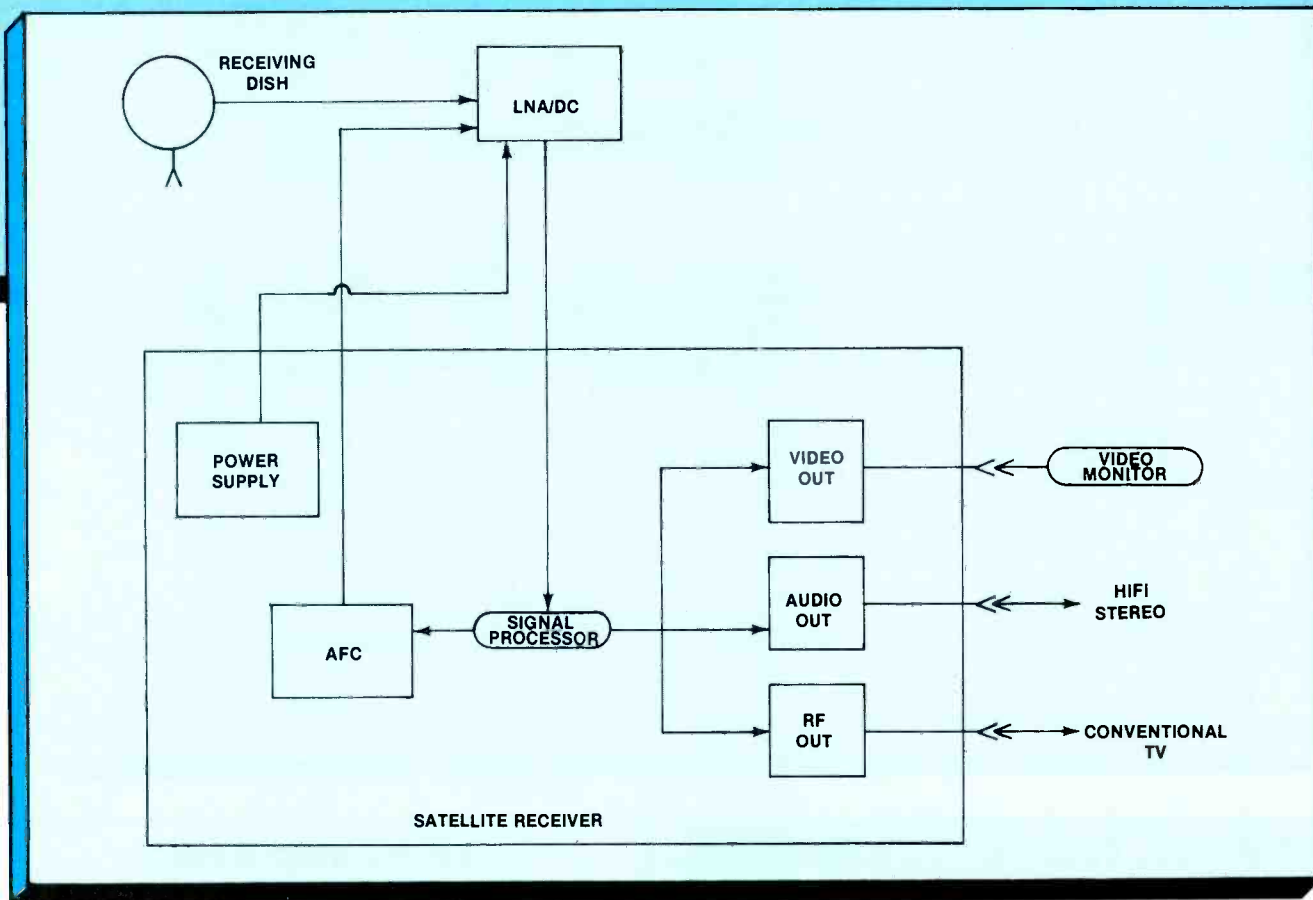 RECEIVING
DISH
LNA/DC
POWER
SUPPLY
VIDEO
OUT
VIDEO
MONITOR
AUDIO
OUT
HIFI
STEREO
SIGNAL
PROCESSOR
AFC
RF
OUT
CONVENTIONAL
TV
SATELLITE RECEIVER